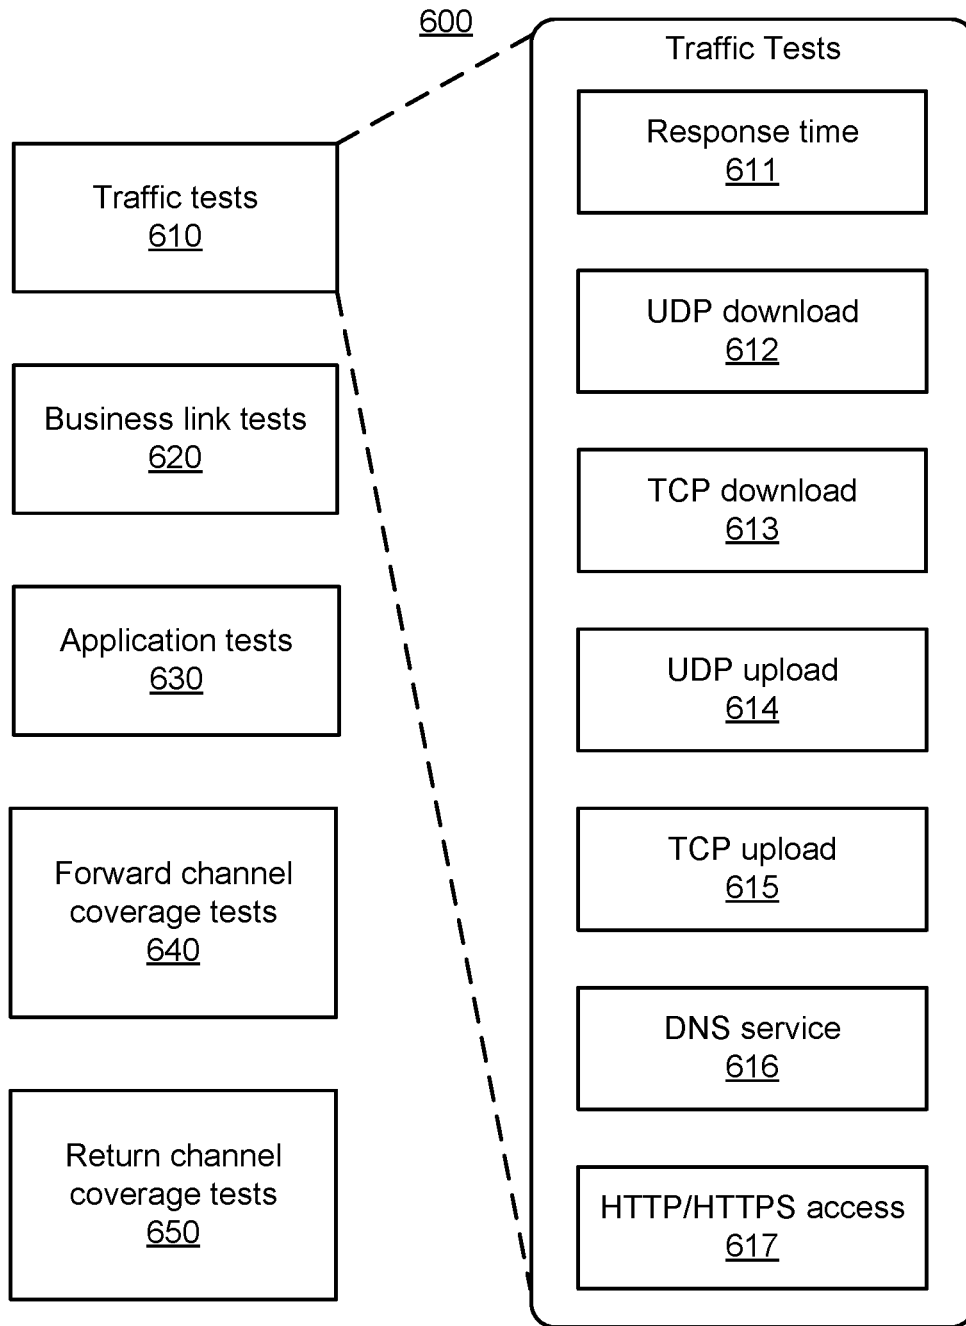 600
Traffic tests
610
Business link tests
620
Application tests
630
Forward channel
coverage tests
640
Return channel
coverage tests
650
Traffic Tests
Response time
611
UDP download
612
TCP download
613
UDP upload
614
TCP upload
615
DNS service
616
HTTP/HTTPS access
617